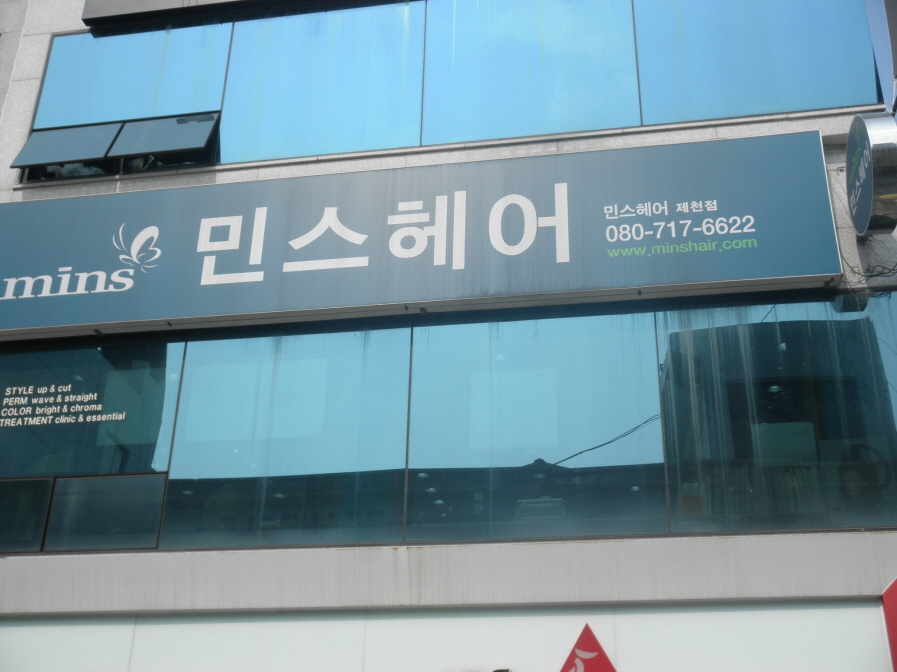 mins
민스헤어
민스헤어 제천점
080-717-6622
www.minshair.com
STYLE up & cut
PERM wave & straight
COLOR bright & chroma
TREATMENT clinic & essential